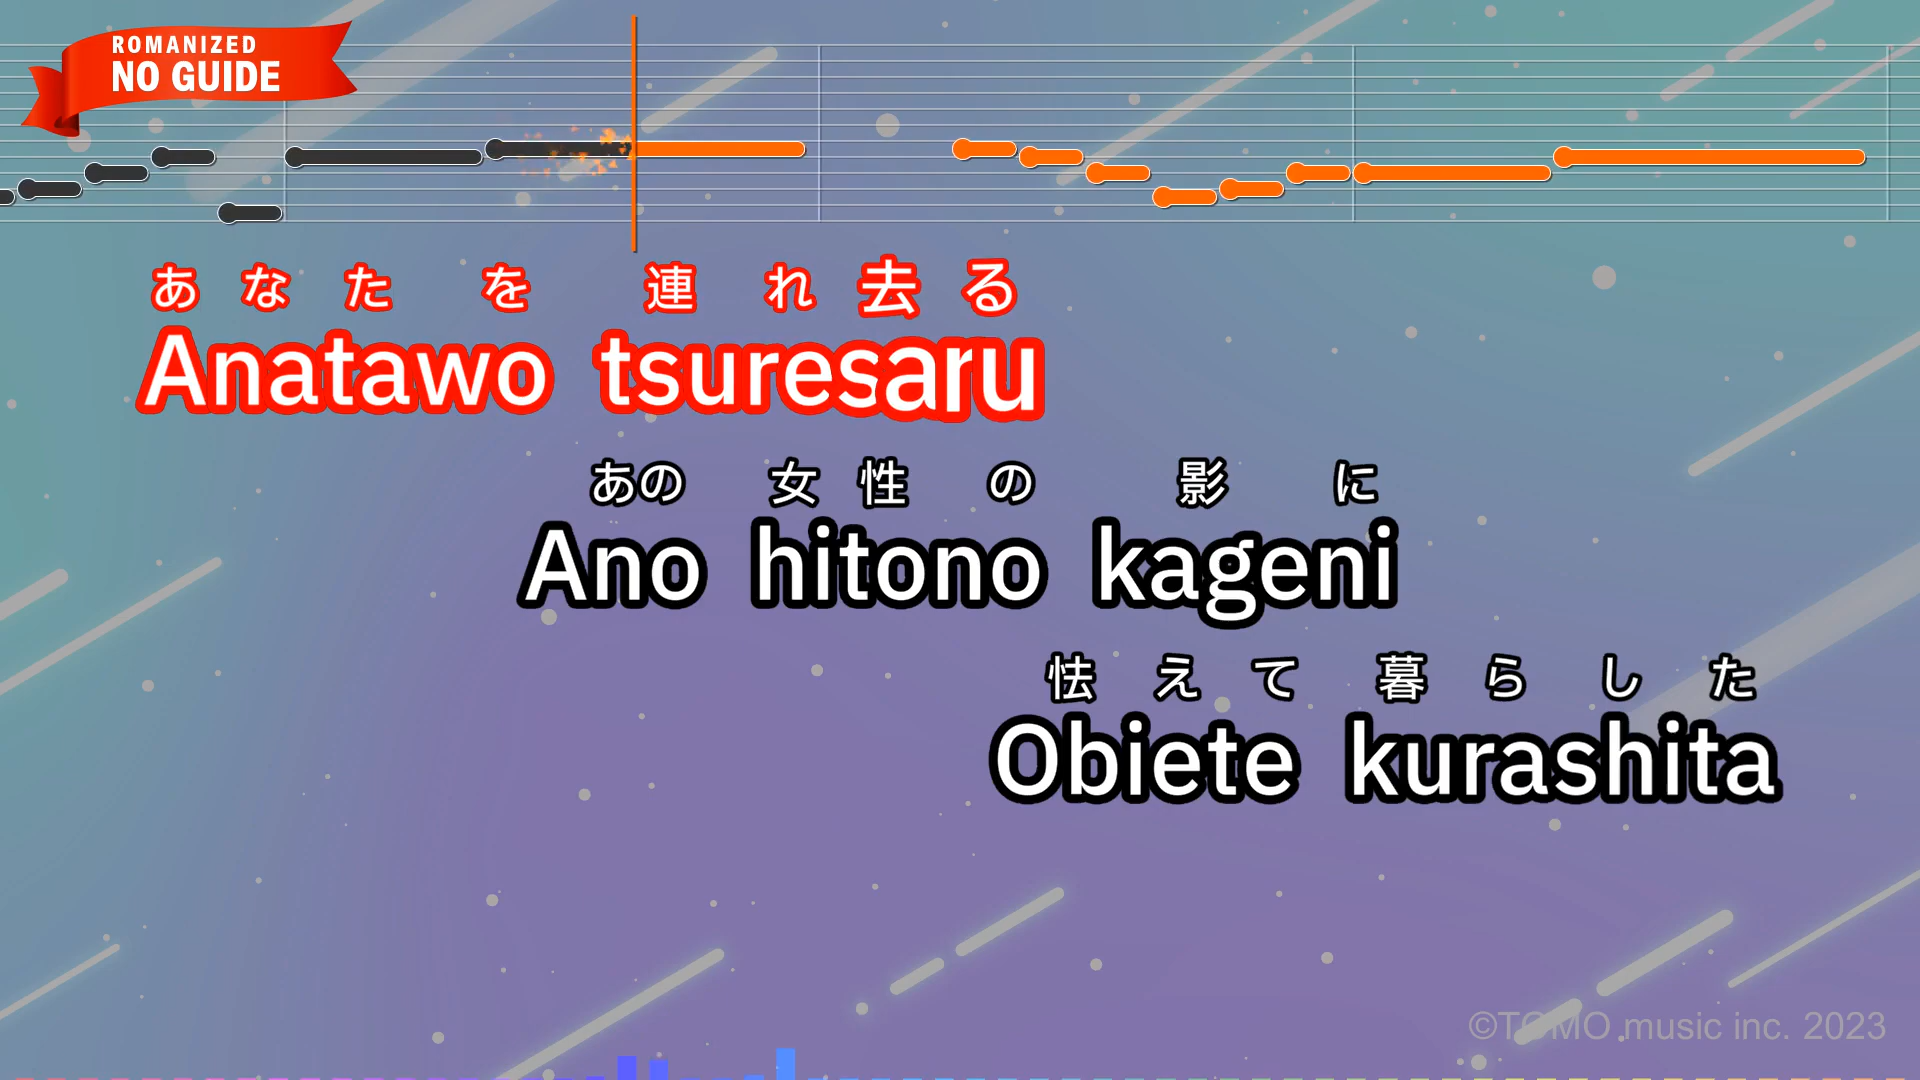 ROMANIZED
NO GUIDE
あなたを連れ去る
Anatawo tsuresaru
あの女性の影に
Ano hitono kageni
怯えて暮らした
Obiete kurashita
©TOMO music inc. 2023